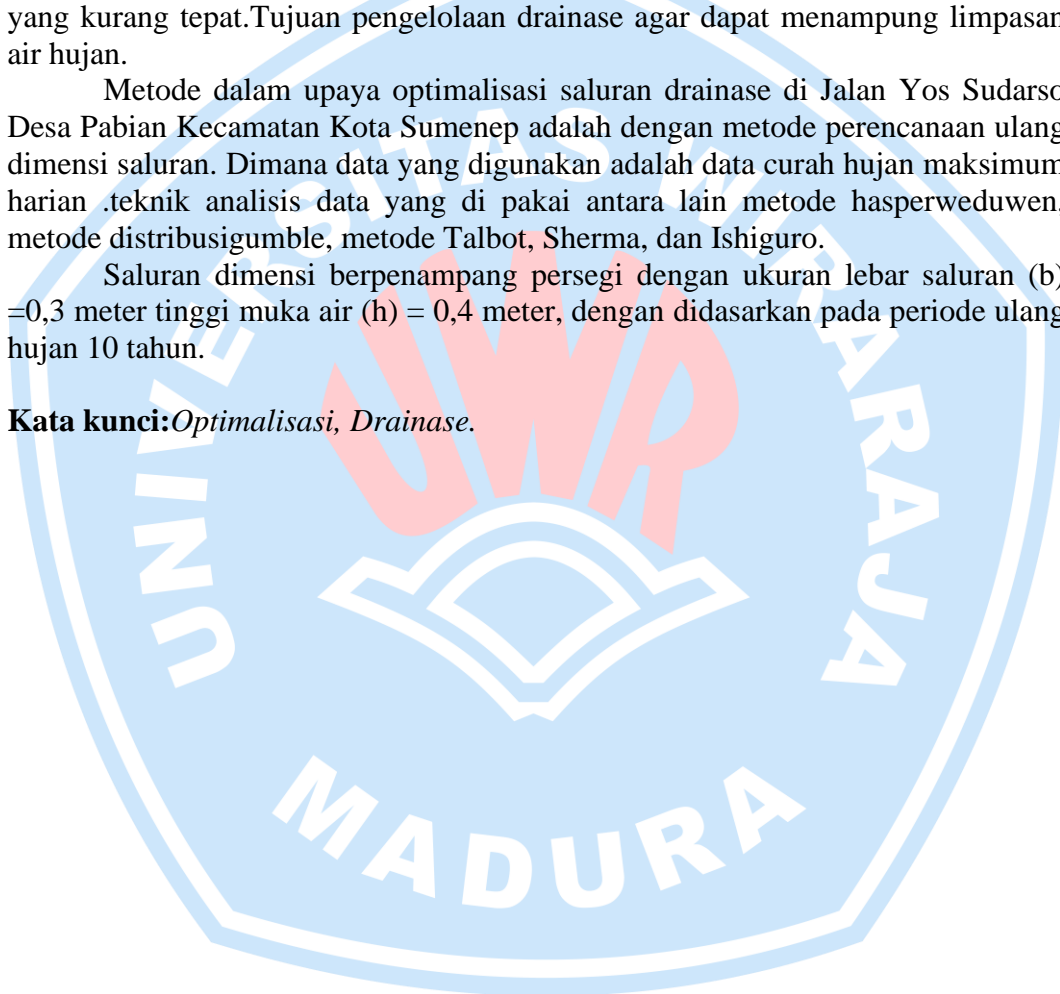 yang kurang tepat.Tujuan pengelolaan drainase agar dapat menampung limpasan
air hujan.
Metode dalam upaya optimalisasi saluran drainase di Jalan Yos Sudarso
Desa Pabian Kecamatan Kota Sumenep adalah dengan metode perencanaan ulang
dimensi saluran. Dimana data yang digunakan adalah data curah hujan maksimum
harian .teknik analisis data yang di pakai antara lain metode hasperweduwen,
metode distribusigumble, metode Talbot, Sherma, dan Ishiguro.
Saluran dimensi berpenampang persegi dengan ukuran lebar saluran (b)
=0,3 meter tinggi muka air (h) = 0,4 meter, dengan didasarkan pada periode ulang
hujan 10 tahun.
Kata kunci:Optimalisasi, Drainase.
UNIVERSITAS WIRARAJA
UWR
MADURA